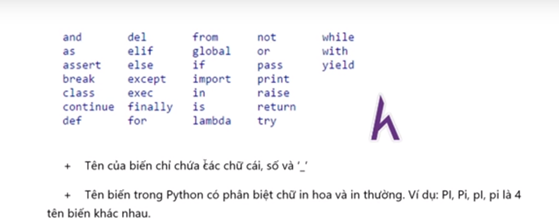 and del from not while
as elif global or with
assert else if pass yield
break except import print
class exec in raise
continue finally is return
def for lambda try
+ Tên của biến chỉ chứa các chữ cái, số và '_'
+ Tên biến trong Python có phân biệt chữ in hoa và in thường. Ví dụ: PI, Pi, pI, pi là 4
tên biến khác nhau.